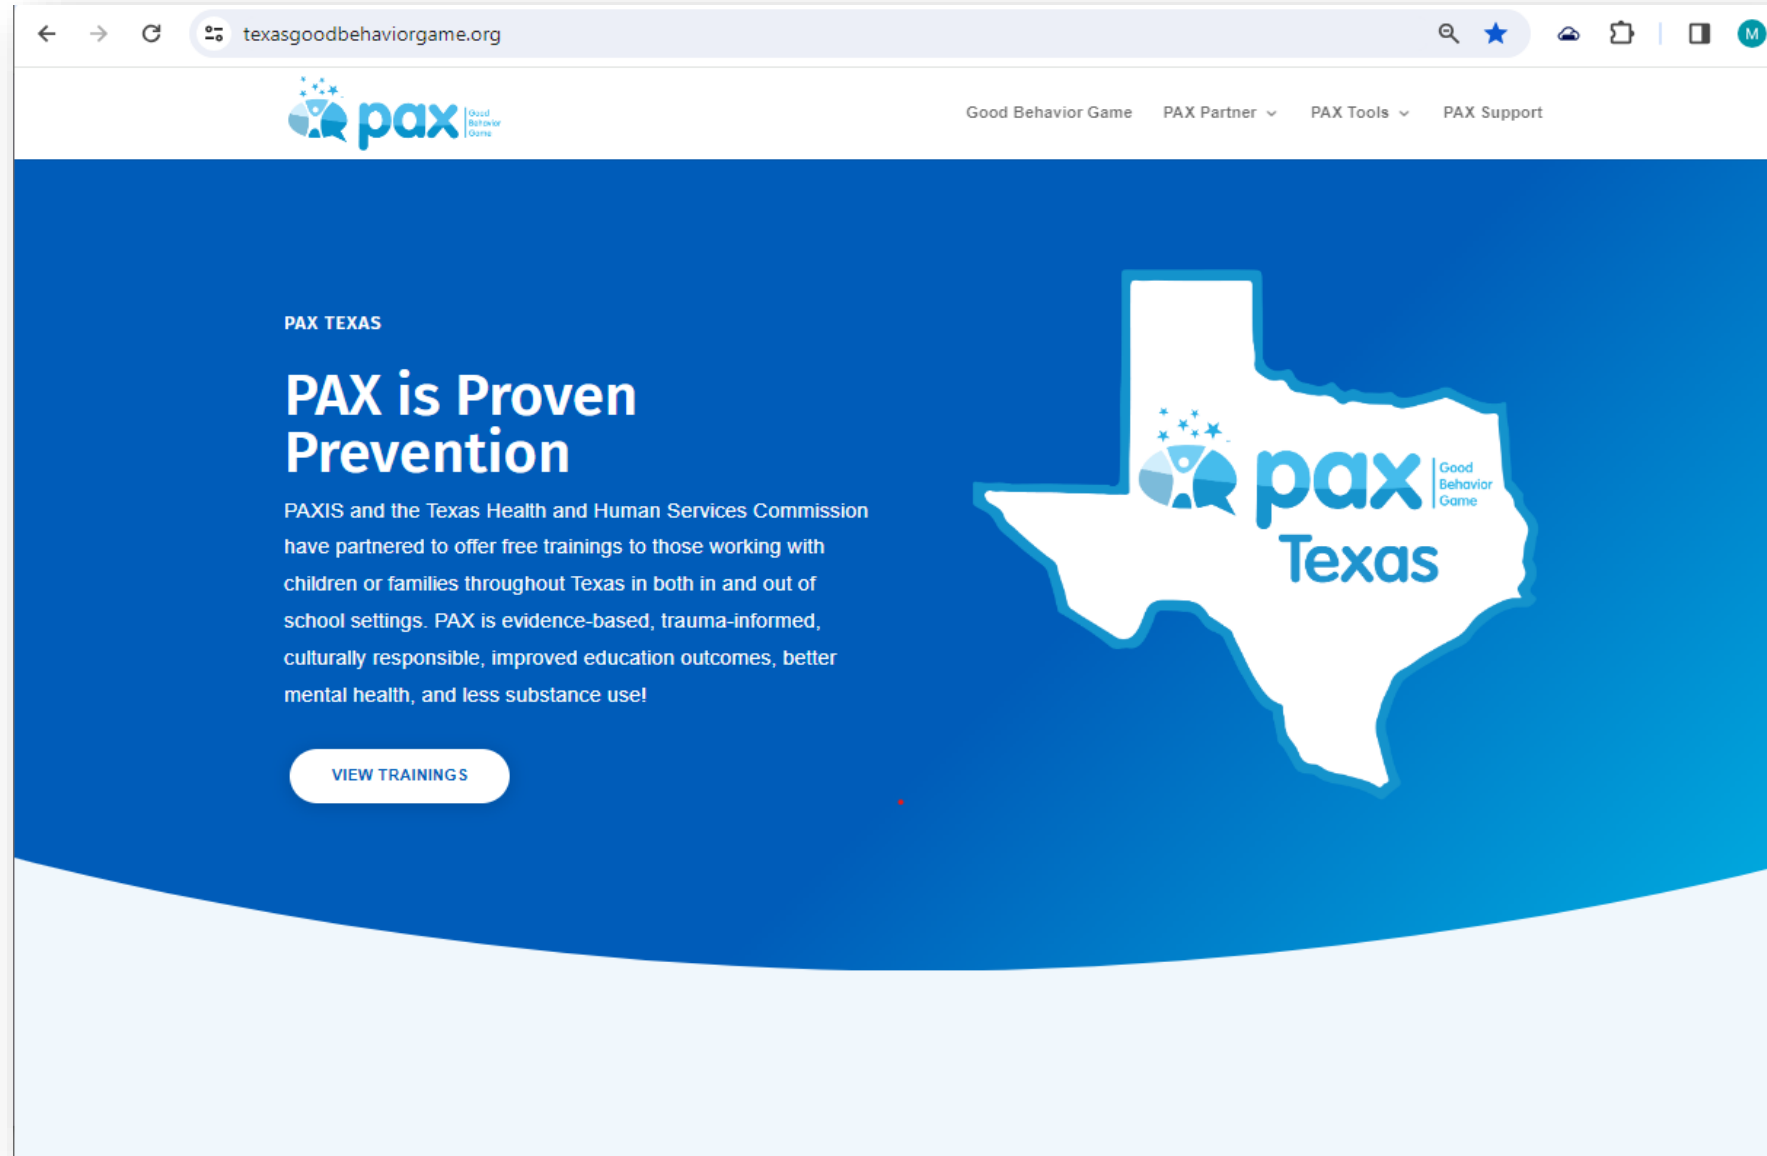 texasgoodbehaviorgame.org
M
pax
Good
Behavior
Game
Good Behavior Game
PAX Partner
PAX Tools
PAX Support
PAX TEXAS
PAX is Proven
Prevention
PAXIS and the Texas Health and Human Services Commission
have partnered to offer free trainings to those working with
children or families throughout Texas in both in and out of
school settings. PAX is evidence-based, trauma-informed,
culturally responsible, improved education outcomes, better
mental health, and less substance use!
VIEW TRAININGS
pax
Good
Behavior
Game
Texas